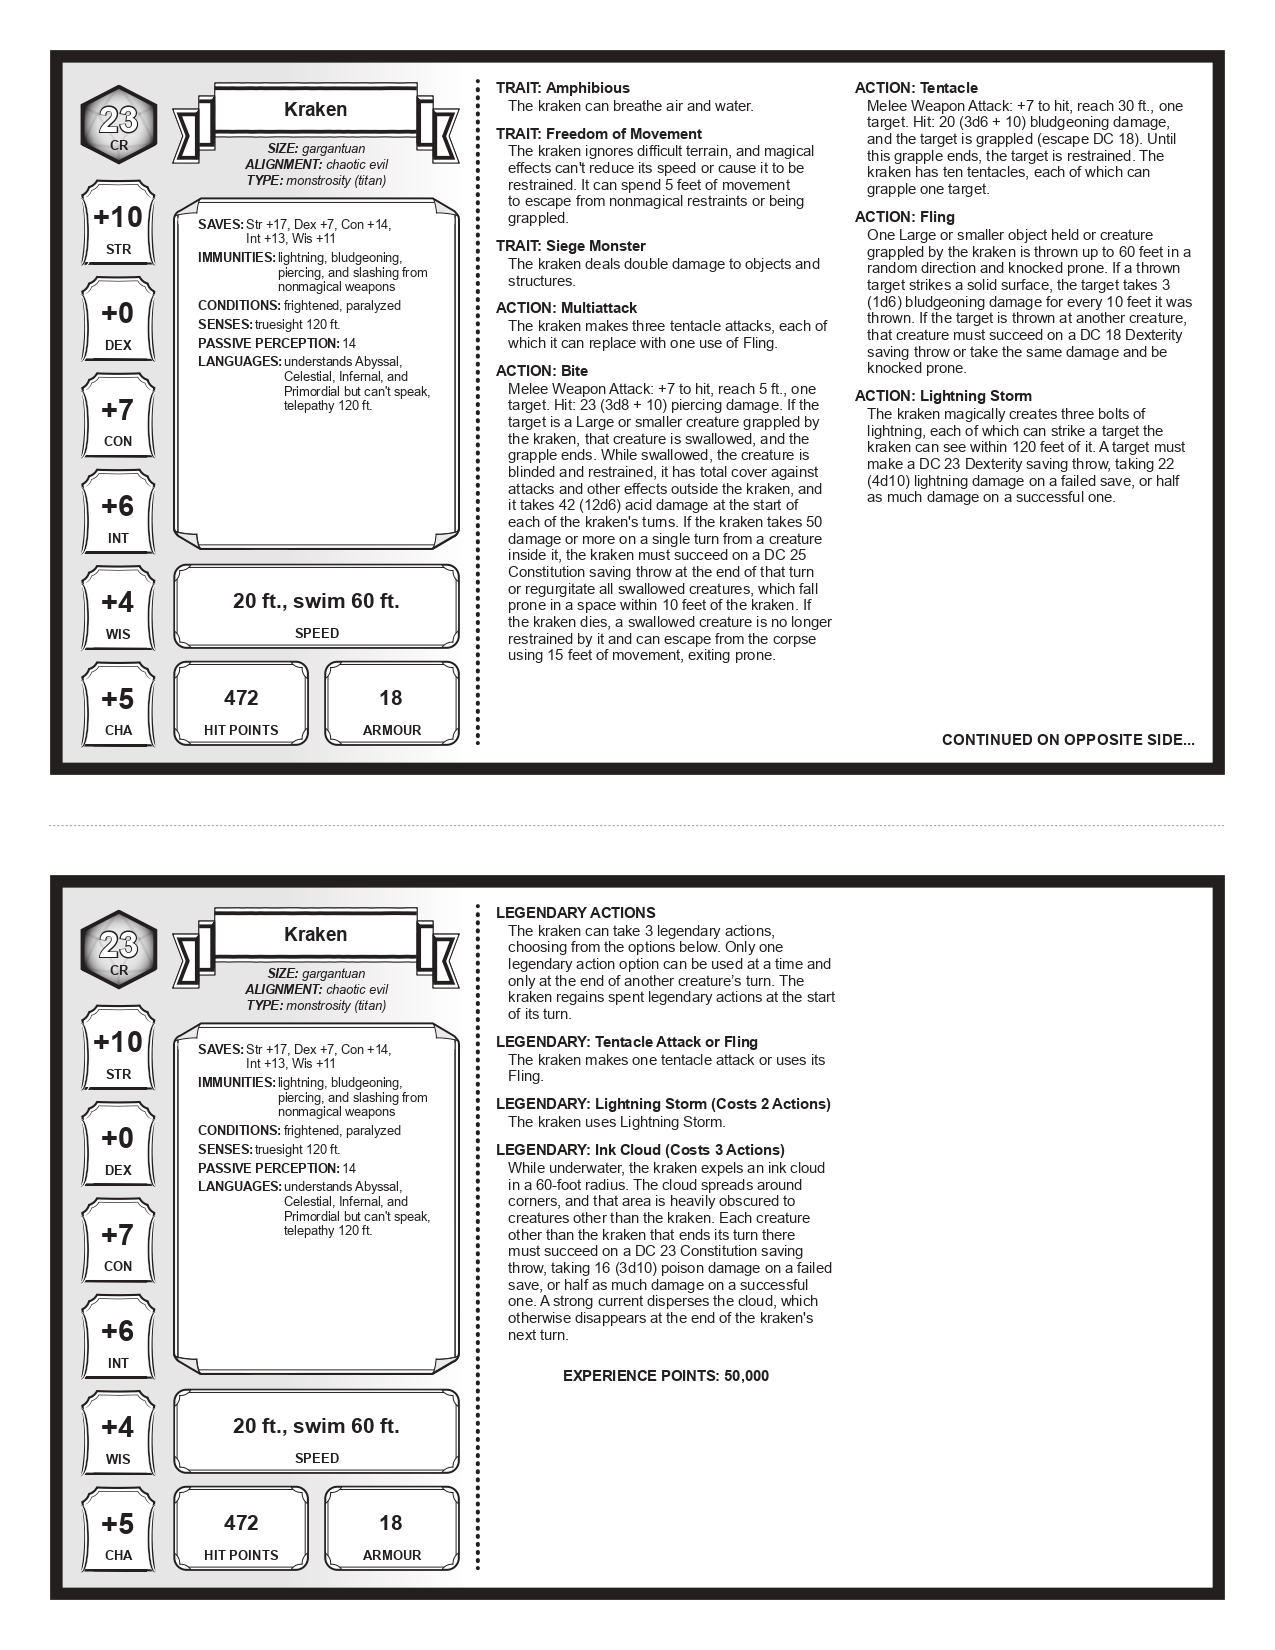 23
CR
Kraken
SIZE: gargantuan
ALIGNMENT: chaotic evil
TYPE: monstrosity (titan)
+10
STR
+0
DEX
+7
CON
+6
INT
+4
WIS
+5
CHA
SAVES: Str +17, Dex +7, Con +14,
Int +13, Wis +11
IMMUNITIES: lightning, bludgeoning,
piercing, and slashing from
nonmagical weapons
CONDITIONS: frightened, paralyzed
SENSES: truesight 120 ft.
PASSIVE PERCEPTION: 14
LANGUAGES: understands Abyssal,
Celestial, Infernal, and
Primordial but can't speak,
telepathy 120 ft.
20 ft., swim 60 ft.
SPEED
472
HIT POINTS
18
ARMOUR
TRAIT: Amphibious
The kraken can breathe air and water.
TRAIT: Freedom of Movement
The kraken ignores difficult terrain, and magical
effects can't reduce its speed or cause it to be
restrained. It can spend 5 feet of movement
to escape from nonmagical restraints or being
grappled.
TRAIT: Siege Monster
The kraken deals double damage to objects and
structures.
ACTION: Multiattack
The kraken makes three tentacle attacks, each of
which it can replace with one use of Fling.
ACTION: Bite
Melee Weapon Attack: +7 to hit, reach 5 ft., one
target. Hit: 23 (3d8 + 10) piercing damage. If the
target is a Large or smaller creature grappled by
the kraken, that creature is swallowed, and the
grapple ends. While swallowed, the creature is
blinded and restrained, it has total cover against
attacks and other effects outside the kraken, and
it takes 42 (12d6) acid damage at the start of
each of the kraken's turns. If the kraken takes 50
damage or more on a single turn from a creature
inside it, the kraken must succeed on a DC 25
Constitution saving throw at the end of that turn
or regurgitate all swallowed creatures, which fall
prone in a space within 10 feet of the kraken. If
the kraken dies, a swallowed creature is no longer
restrained by it and can escape from the corpse
using 15 feet of movement, exiting prone.
ACTION: Tentacle
Melee Weapon Attack: +7 to hit, reach 30 ft., one
target. Hit: 20 (3d6 + 10) bludgeoning damage,
and the target is grappled (escape DC 18). Until
this grapple ends, the target is restrained. The
kraken has ten tentacles, each of which can
grapple one target.
ACTION: Fling
One Large or smaller object held or creature
grappled by the kraken is thrown up to 60 feet in a
random direction and knocked prone. If a thrown
target strikes a solid surface, the target takes 3
(1d6) bludgeoning damage for every 10 feet it was
thrown. If the target is thrown at another creature,
that creature must succeed on a DC 18 Dexterity
saving throw or take the same damage and be
knocked prone.
ACTION: Lightning Storm
The kraken magically creates three bolts of
lightning, each of which can strike a target the
kraken can see within 120 feet of it. A target must
make a DC 23 Dexterity saving throw, taking 22
(4d10) lightning damage on a failed save, or half
as much damage on a successful one.
CONTINUED ON OPPOSITE SIDE...
23
CR
Kraken
SIZE: gargantuan
ALIGNMENT: chaotic evil
TYPE: monstrosity (titan)
+10
STR
+0
DEX
+7
CON
+6
INT
+4
WIS
+5
CHA
SAVES: Str +17, Dex +7, Con +14,
Int +13, Wis +11
IMMUNITIES: lightning, bludgeoning,
piercing, and slashing from
nonmagical weapons
CONDITIONS: frightened, paralyzed
SENSES: truesight 120 ft.
PASSIVE PERCEPTION: 14
LANGUAGES: understands Abyssal,
Celestial, Infernal, and
Primordial but can't speak,
telepathy 120 ft.
20 ft., swim 60 ft.
SPEED
472
HIT POINTS
18
ARMOUR
LEGENDARY ACTIONS
The kraken can take 3 legendary actions,
choosing from the options below. Only one
legendary action option can be used at a time and
only at the end of another creature’s turn. The
kraken regains spent legendary actions at the start
of its turn.
LEGENDARY: Tentacle Attack or Fling
The kraken makes one tentacle attack or uses its
Fling.
LEGENDARY: Lightning Storm (Costs 2 Actions)
The kraken uses Lightning Storm.
LEGENDARY: Ink Cloud (Costs 3 Actions)
While underwater, the kraken expels an ink cloud
in a 60-foot radius. The cloud spreads around
corners, and that area is heavily obscured to
creatures other than the kraken. Each creature
other than the kraken that ends its turn there
must succeed on a DC 23 Constitution saving
throw, taking 16 (3d10) poison damage on a failed
save, or half as much damage on a successful
one. A strong current disperses the cloud, which
otherwise disappears at the end of the kraken's
next turn.
EXPERIENCE POINTS: 50,000